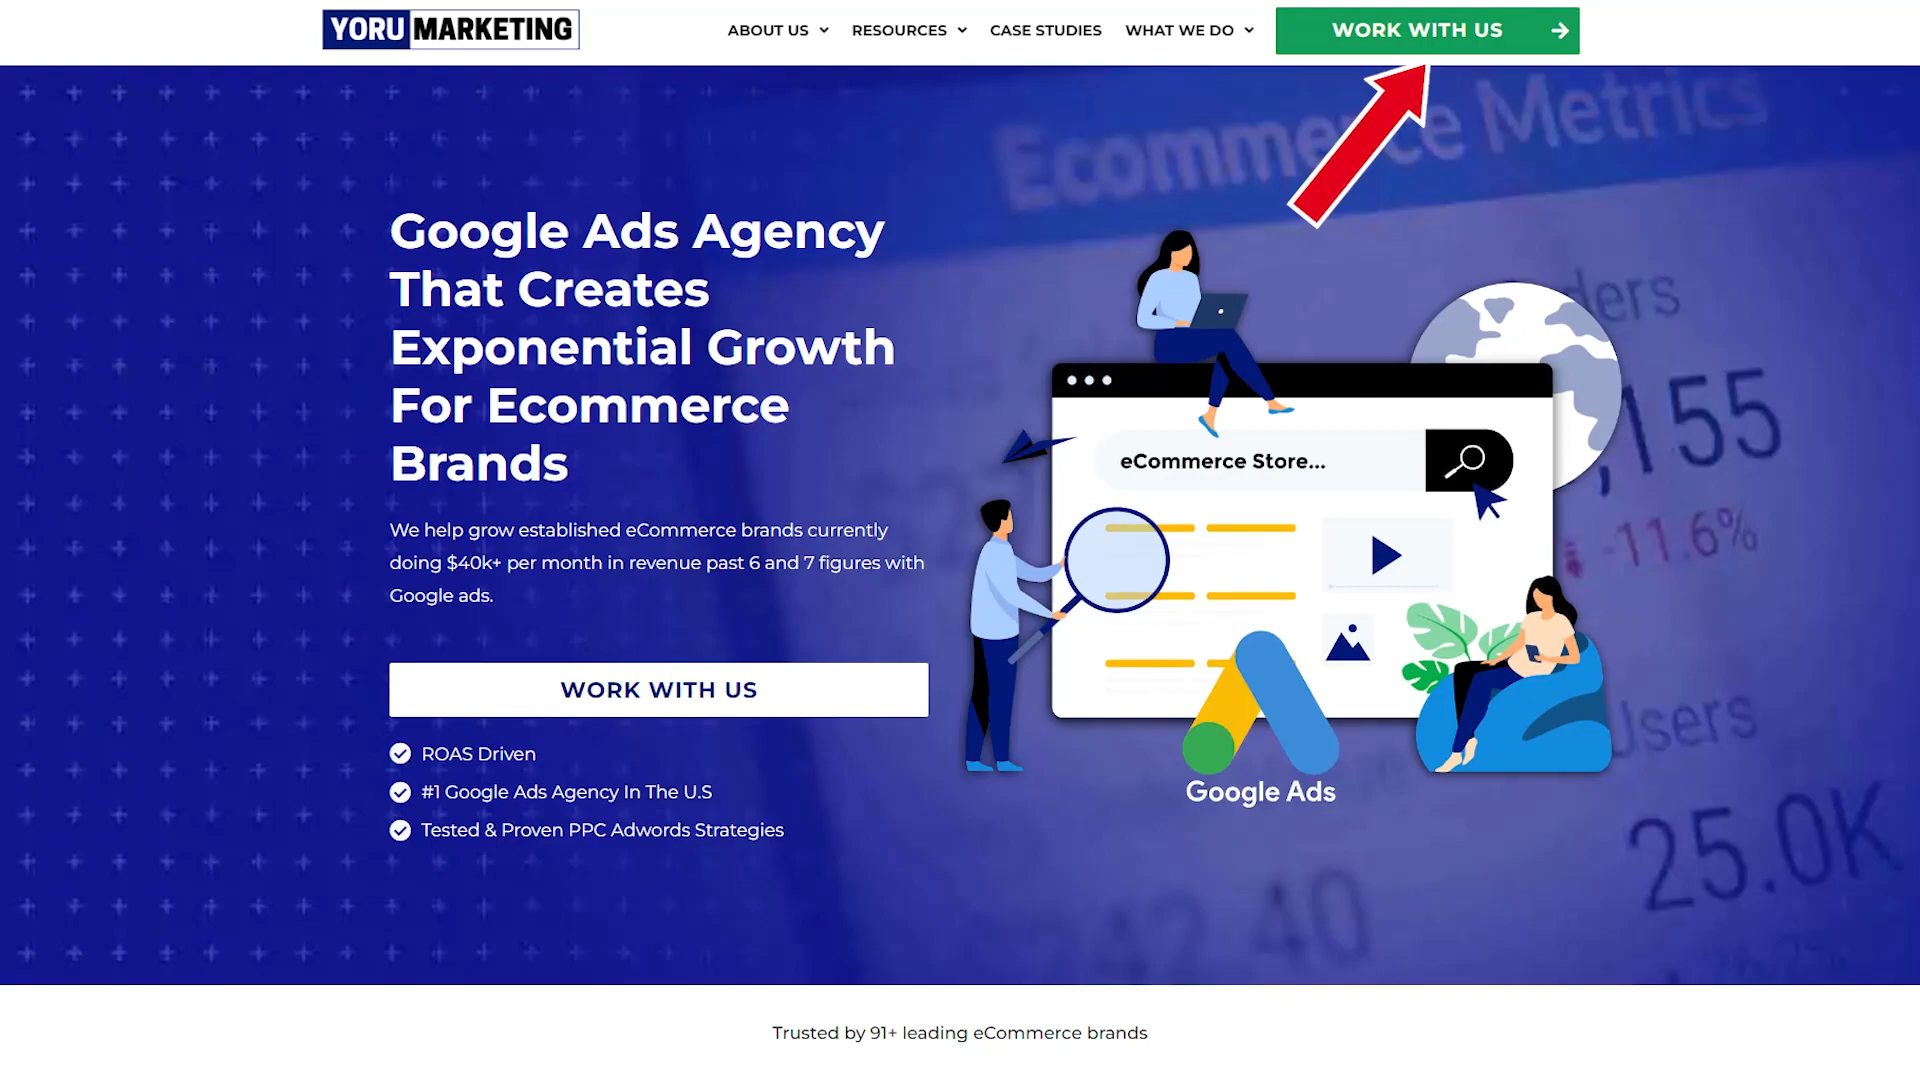 YORU MARKETING
ABOUT US
RESOURCES
CASE STUDIES
WHAT WE DO
WORK WITH US
Ecommerce Metrics
Google Ads Agency
That Creates
Exponential Growth
For Ecommerce
Brands
We help grow established eCommerce brands currently
doing $40k+ per month in revenue past 6 and 7 figures with
Google ads.
WORK WITH US
ROAS Driven
#1 Google Ads Agency In The U.S
Tested & Proven PPC Adwords Strategies
eCommerce Store...
Google Ads
,155
-11.6%
Users
25.0K
242.40
Trusted by 91+ leading eCommerce brands